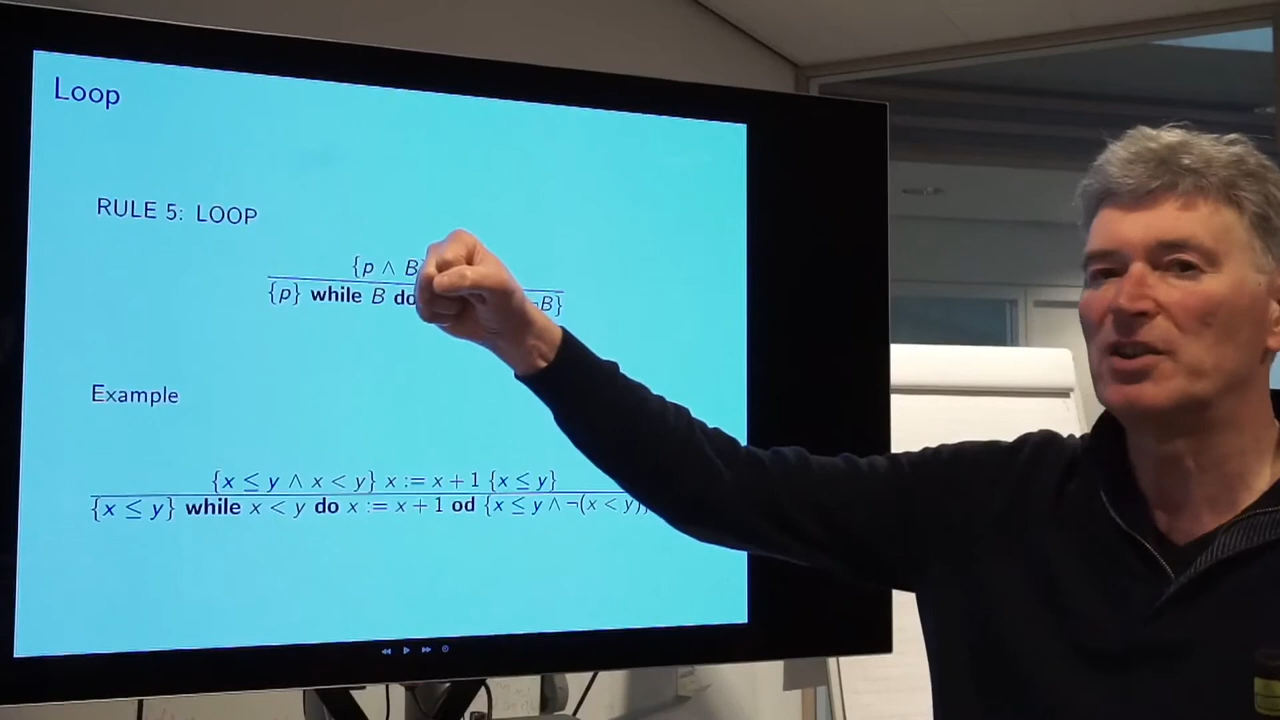 Loop
RULE 5: LOOP
{p ∧ B}
{p} while B do ¬B}
Example
{x ≤ y ∧ x < y} x := x + 1 {x ≤ y}
{x ≤ y} while x < y do x := x + 1 od {x ≤ y ∧ ¬(x < y)